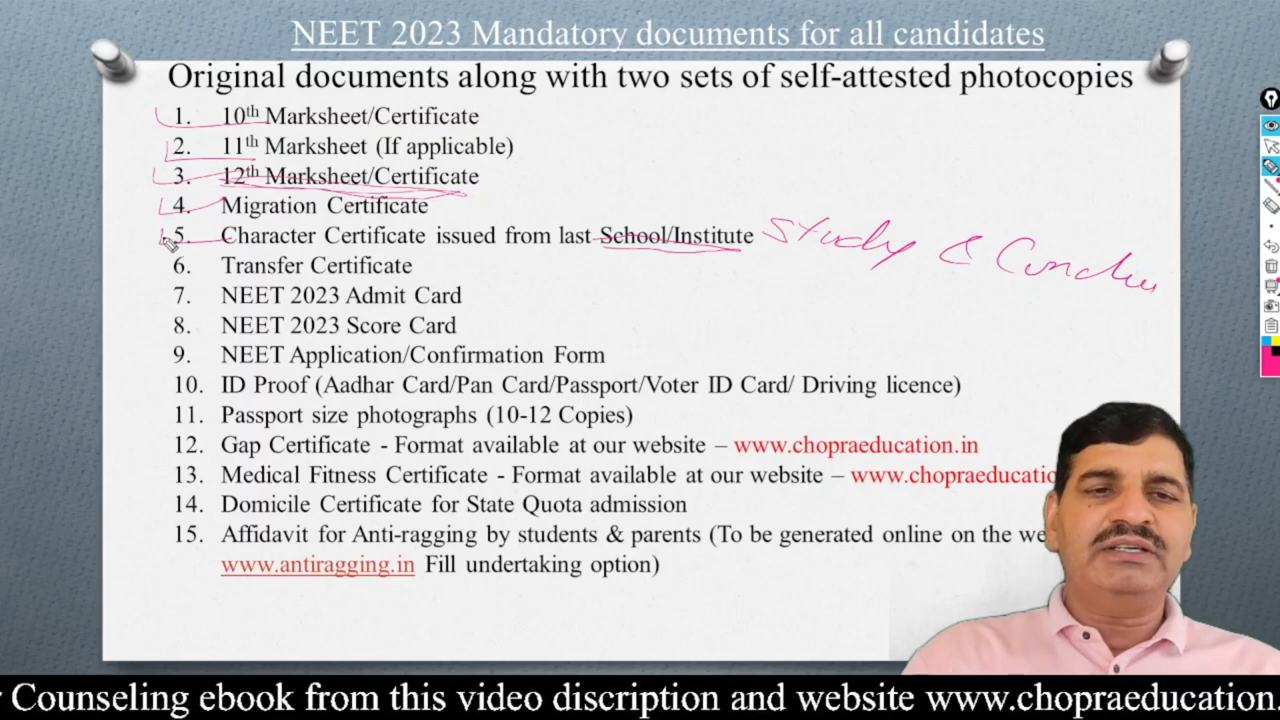 NEET 2023 Mandatory documents for all candidates
Original documents along with two sets of self-attested photocopies
1. 10th Marksheet/Certificate
2. 11th Marksheet (If applicable)
3. 12th Marksheet/Certificate
4. Migration Certificate
5. Character Certificate issued from last School/Institute Study &
6. Transfer Certificate
7. NEET 2023 Admit Card
8. NEET 2023 Score Card
9. NEET Application/Confirmation Form
10. ID Proof (Aadhar Card/Pan Card/Passport/Voter ID Card/ Driving licence)
11. Passport size photographs (10-12 Copies)
12. Gap Certificate - Format available at our website – www.chopraeducation.in
13. Medical Fitness Certificate - Format available at our website – www.chopraeducatio
14. Domicile Certificate for State Quota admission
15. Affidavit for Anti-ragging by students & parents (To be generated online on the we
www.antiragging.in Fill undertaking option)
Counseling ebook from this video discription and website www.chopraeducation.